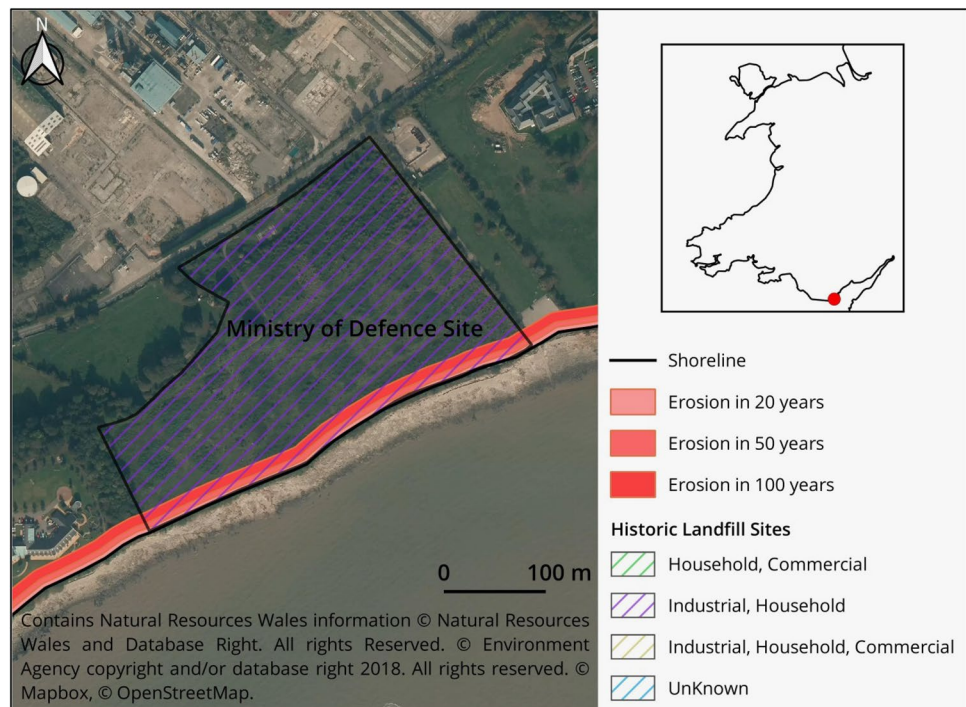 N
Ministry of Defence Site
0 100 m
Contains Natural Resources Wales information © Natural Resources
Wales and Database Right. All rights Reserved. © Environment
Agency copyright and/or database right 2018. All rights reserved. ©
Mapbox, © OpenStreetMap.
Shoreline
Erosion in 20 years
Erosion in 50 years
Erosion in 100 years
Historic Landfill Sites
Household, Commercial
Industrial, Household
Industrial, Household, Commercial
UnKnown